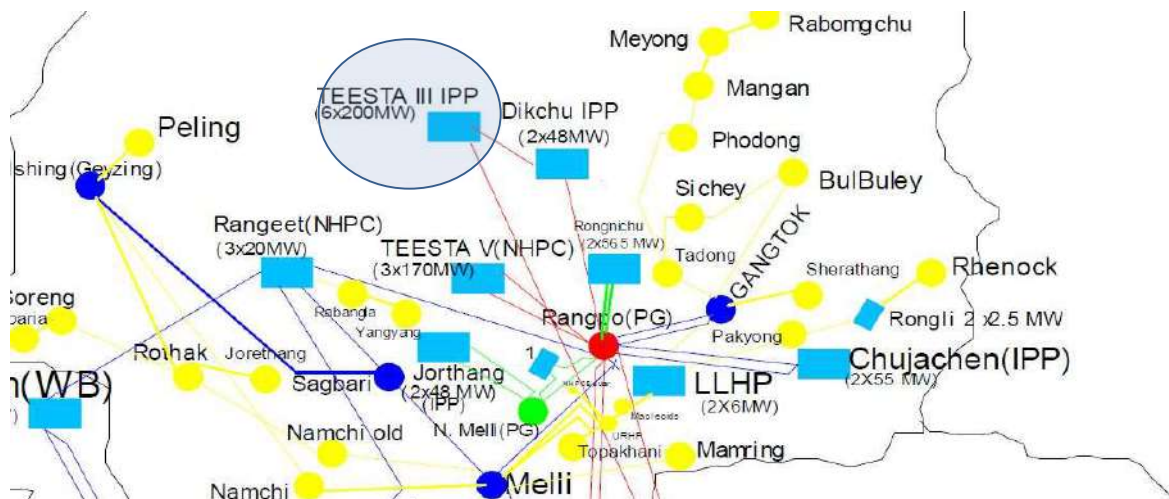 Rabomgchu
Meyong
TEESTA III IPP
(6x200MW)
Mangan
Dikchu IPP
(2x48MW)
Peling
Phodong
lshing(Geyzing)
Sichey
BulBuley
Rangeet(NHPC)
(3x20MW)
TEESTA V(NHPC)
(3x170MW)
Rongnichu
(2x56.5 MW)
Tadong
GANGTOK
Sherathang
Rhenock
Soreng
Rabangla
Yangyang
Rangpo(PG)
Pakyong
Rongli 2 x2.5 MW
Rothak
Jorethang
Sagbari
Jorthang
(2x48 MW)
(IPP)
1
LLHP
(2X6MW)
Chujachen(IPP)
(2X55 MW)
(WB)
N. Melli(PG)
Namchi old
Topakhani
Mamring
Namchi
Melli